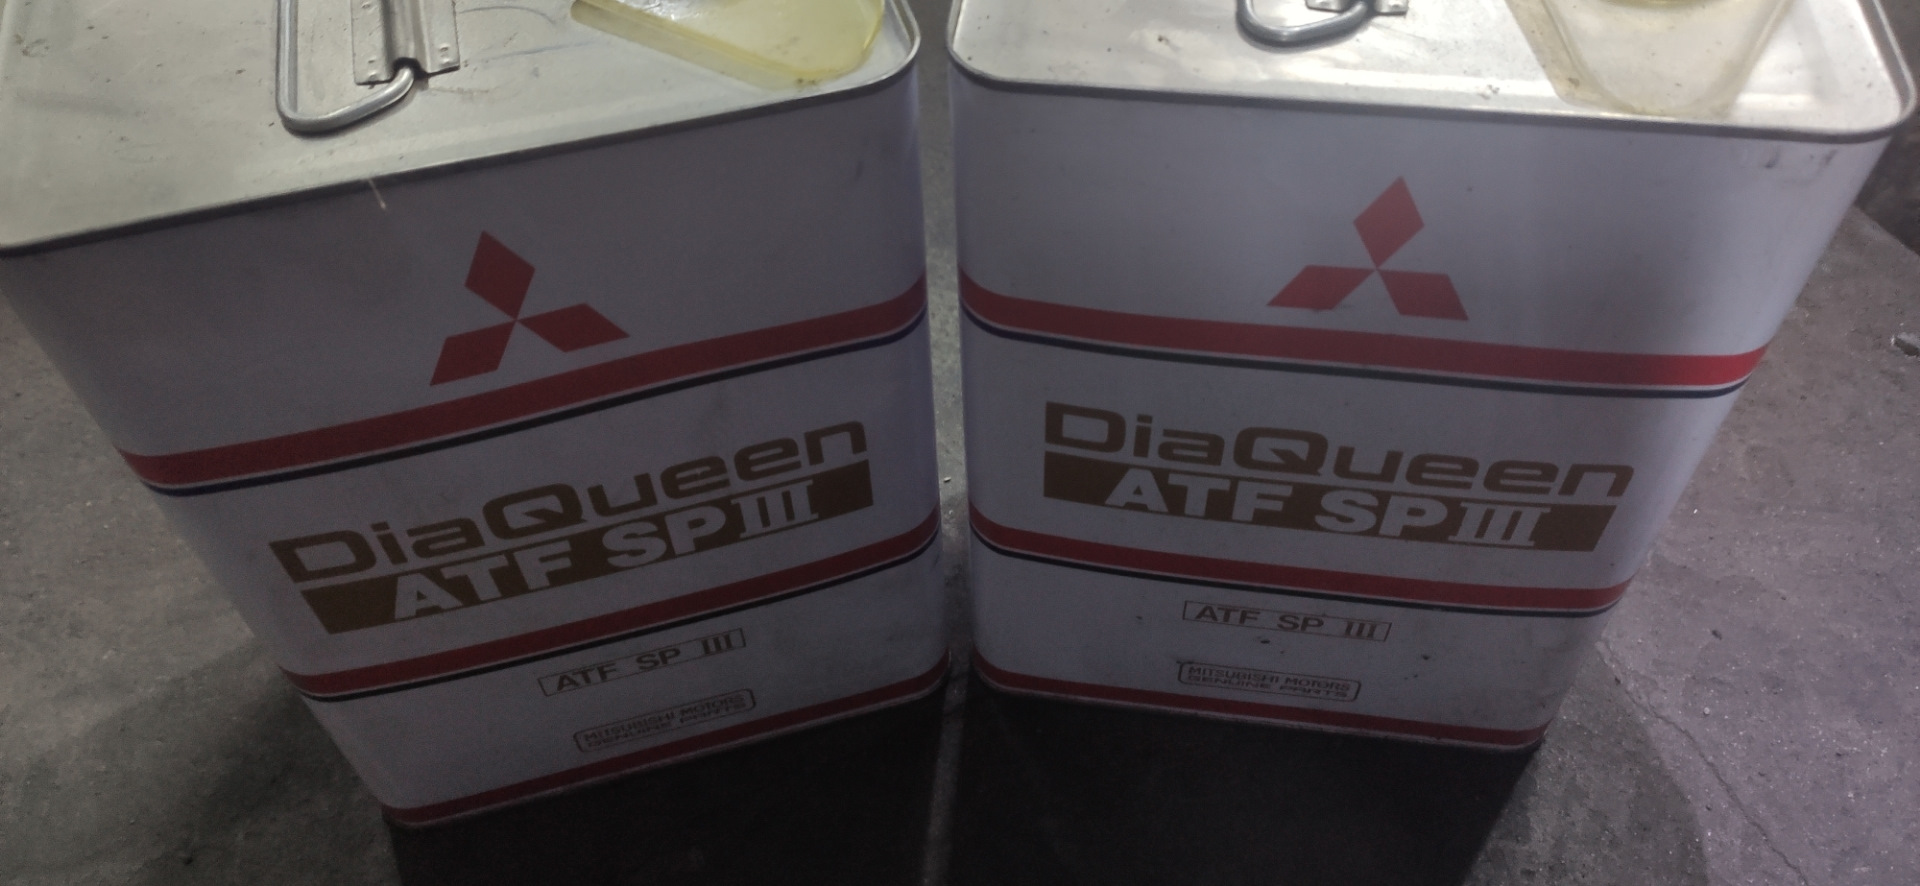 DiaQueen
ATF SP III
ATF SP III
MITSUBISHI MOTORS
GENUINE PARTS
DiaQueen
ATF SP III
ATF SP III
MITSUBISHI MOTORS
GENUINE PARTS